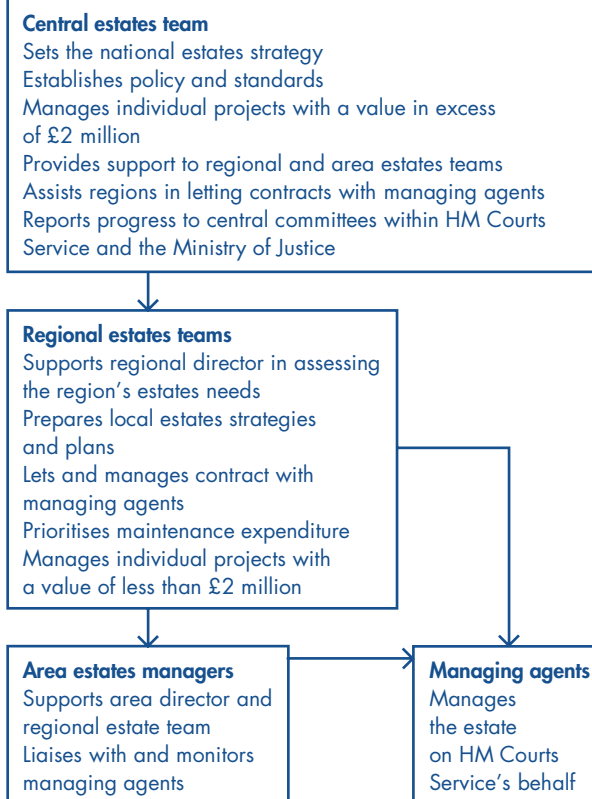 Central estates team
Sets the national estates strategy
Establishes policy and standards
Manages individual projects with a value in excess
of £2 million
Provides support to regional and area estates teams
Assists regions in letting contracts with managing agents
Reports progress to central committees within HM Courts
Service and the Ministry of Justice
Regional estates teams
Supports regional director in assessing
the region’s estates needs
Prepares local estates strategies
and plans
Lets and manages contract with
managing agents
Prioritises maintenance expenditure
Manages individual projects with
a value of less than £2 million
Area estates managers
Supports area director and
regional estate team
Liaises with and monitors
managing agents
Managing agents
Manages
the estate
on HM Courts
Service’s behalf